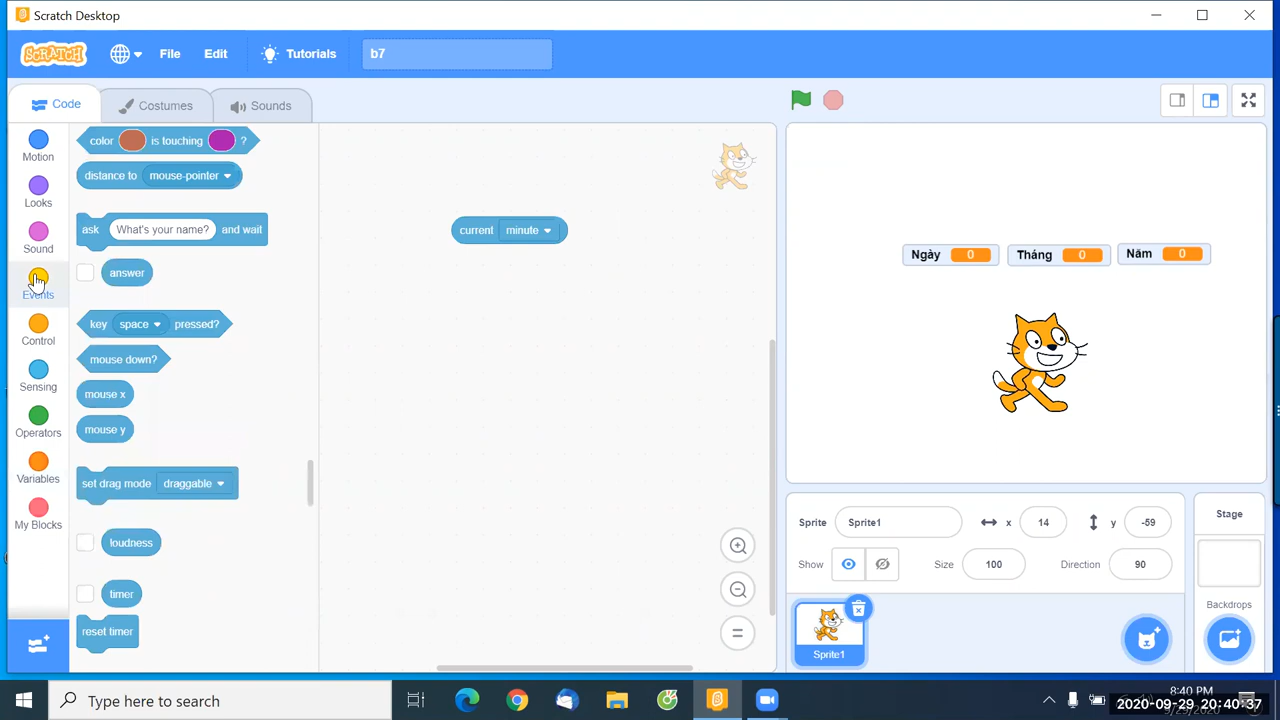 Scratch Desktop
SCRATCH File Edit Tutorials b7
Code Costumes Sounds
Motion
Looks
Sound
Events
Control
Sensing
Operators
Variables
My Blocks
color is touching ?
distance to mouse-pointer
ask What's your name? and wait
answer
key space pressed?
mouse down?
mouse x
mouse y
set drag mode draggable
loudness
timer
reset timer
current minute
Ngày 0 Tháng 0 Năm 0
Sprite Sprite1 x 14 y -59
Show Size 100 Direction 90
Sprite1
Stage
Backdrops
Type here to search
8:40 PM
2020-09-29 20:40:37